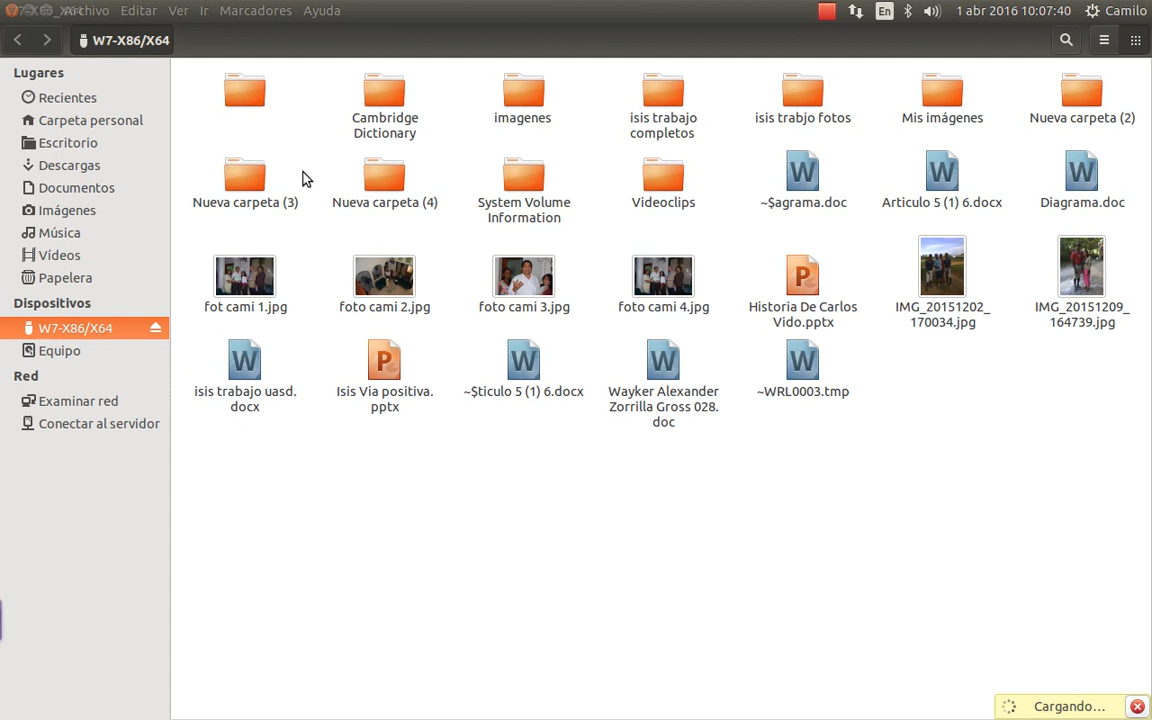 Archivo Editar Ver Ir Marcadores Ayuda En 1 abr 2016 10:07:40 Camilo
W7-X86/X64
Lugares
Recientes
Carpeta personal
Escritorio
Descargas
Documentos
Imágenes
Música
Vídeos
Papelera
Dispositivos
W7-X86/X64
Equipo
Red
Examinar red
Conectar al servidor
Cambridge
Dictionary
imagenes
isis trabajo
completos
isis trabjo fotos
Mis imágenes
Nueva carpeta (2)
Nueva carpeta (3)
Nueva carpeta (4)
System Volume
Information
Videoclips
~$agrama.doc
Articulo 5 (1) 6.docx
Diagrama.doc
fot cami 1.jpg
foto cami 2.jpg
foto cami 3.jpg
foto cami 4.jpg
Historia De Carlos
Vido.pptx
IMG_20151202_
170034.jpg
IMG_20151209_
164739.jpg
isis trabajo uasd.
docx
Isis Via positiva.
pptx
~$ticulo 5 (1) 6.docx
Wayker Alexander
Zorrilla Gross 028.
doc
~WRL0003.tmp
Cargando...